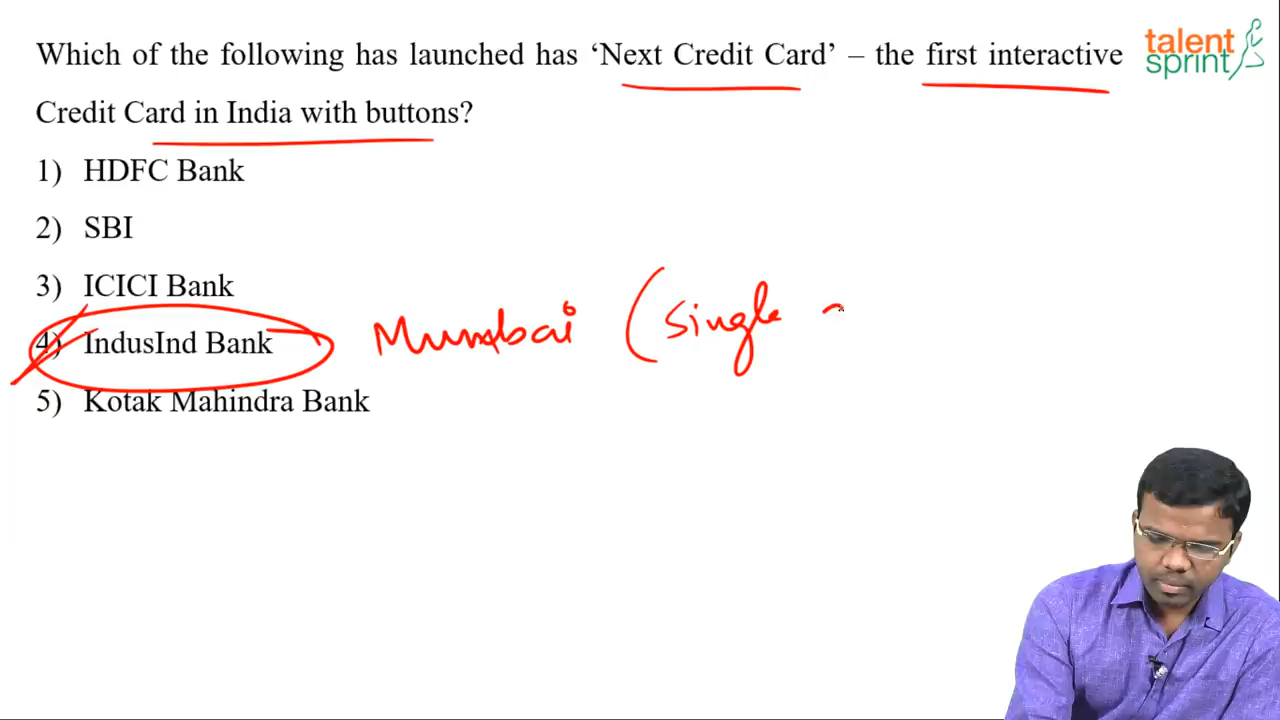 Which of the following has launched has ‘Next Credit Card’ – the first interactive
talent
sprint
Credit Card in India with buttons?
1) HDFC Bank
2) SBI
3) ICICI Bank
4) IndusInd Bank Mumbai (Single
5) Kotak Mahindra Bank